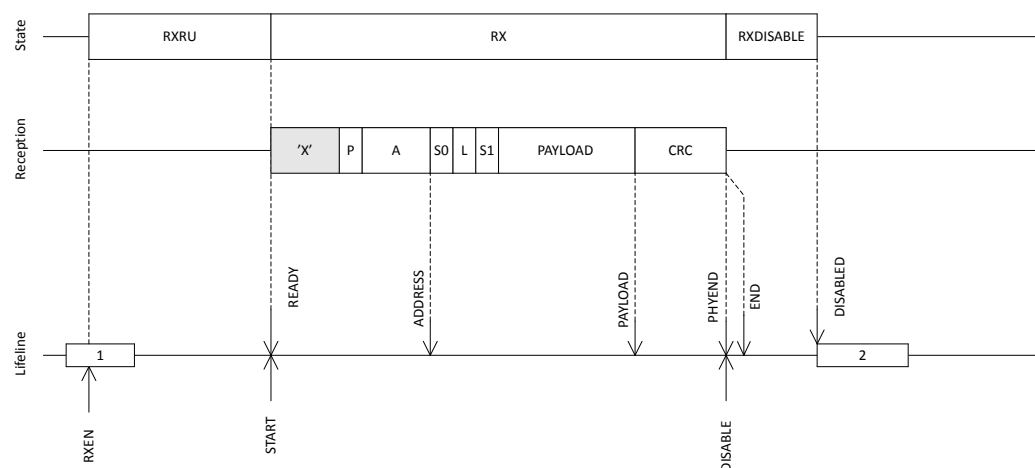 State
RXRU
RX
RXDISABLE
Reception
'X'
P
A
S0
L
S1
PAYLOAD
CRC
READY
ADDRESS
PAYLOAD
PHYEND
END
DISABLED
Lifeline
1
2
RXEN
START
DISABLE